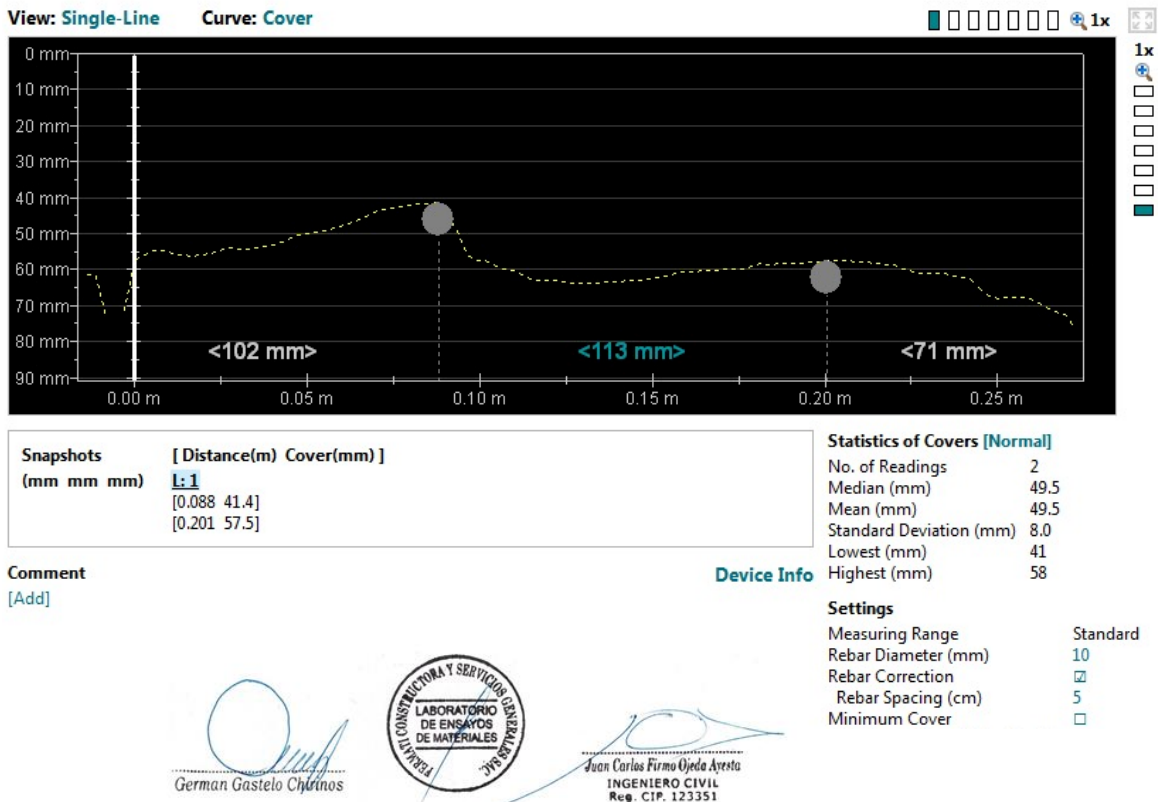 View: Single-Line Curve: Cover
1x
1x
0 mm
10 mm
20 mm
30 mm
40 mm
50 mm
60 mm
70 mm
80 mm
90 mm
<102 mm> <113 mm> <71 mm>
0.00 m 0.05 m 0.10 m 0.15 m 0.20 m 0.25 m
Snapshots [ Distance(m) Cover(mm) ]
(mm mm mm) L: 1
[0.088 41.4]
[0.201 57.5]
Comment
[Add]
Device Info
Statistics of Covers [Normal]
No. of Readings 2
Median (mm) 49.5
Mean (mm) 49.5
Standard Deviation (mm) 8.0
Lowest (mm) 41
Highest (mm) 58
Settings
Measuring Range Standard
Rebar Diameter (mm) 10
Rebar Correction ☑
Rebar Spacing (cm) 5
Minimum Cover ☐
German Gastelo Chirinos
FERMATI CONSTRUCTORA Y SERVICIOS GENERALES SAC.
LABORATORIO
DE ENSAYOS
DE MATERIALES
Juan Carlos Firmo Ojeda Ayesta
INGENIERO CIVIL
Reg. CIP. 123351